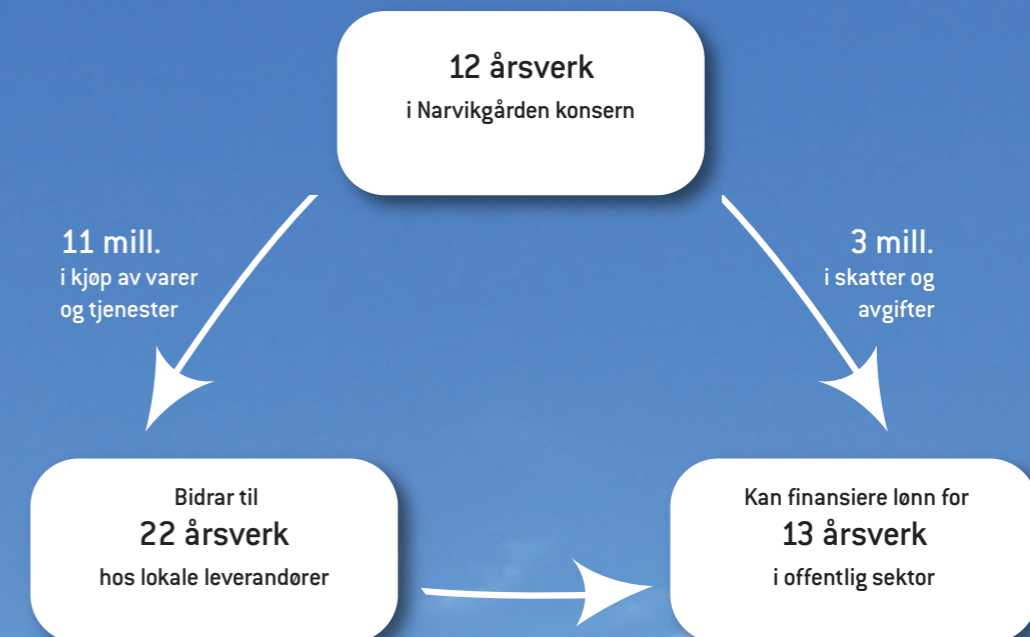 12 årsverk
i Narvikgården konsern
11 mill.
i kjøp av varer
og tjenester
3 mill.
i skatter og
avgifter
Bidrar til
22 årsverk
hos lokale leverandører
Kan finansiere lønn for
13 årsverk
i offentlig sektor